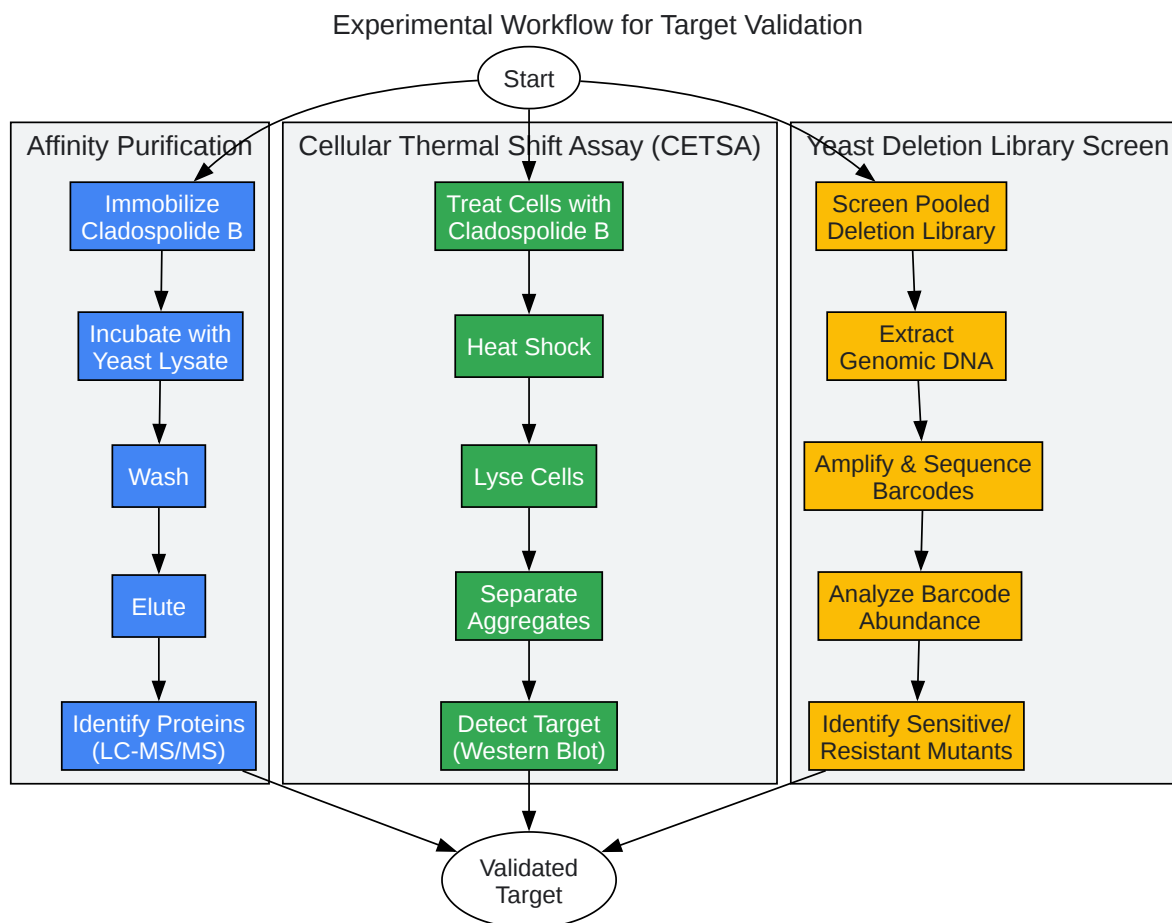 Experimental Workflow for Target Validation
Start
Affinity Purification
Immobilize
Cladospolide B
Incubate with
Yeast Lysate
Wash
Elute
Identify Proteins
(LC-MS/MS)
Cellular Thermal Shift Assay (CETSA)
Treat Cells with
Cladospolide B
Heat Shock
Lyse Cells
Separate
Aggregates
Detect Target
(Western Blot)
Yeast Deletion Library Screen
Screen Pooled
Deletion Library
Extract
Genomic DNA
Amplify & Sequence
Barcodes
Analyze Barcode
Abundance
Identify Sensitive/
Resistant Mutants
Validated
Target